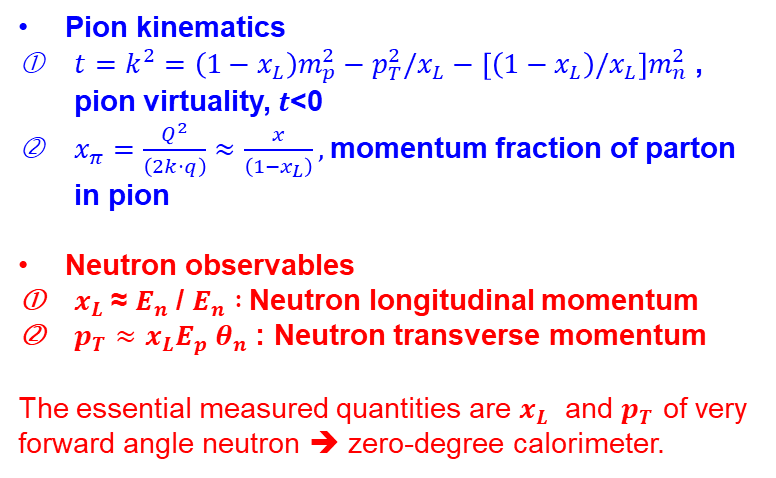 • Pion kinematics
① t = k² = (1 − x_L)m_p² − p_T²/x_L − [(1 − x_L)/x_L]m_n² ,
pion virtuality, t<0
② x_π = Q²/(2k·q) ≈ x/(1−x_L) , momentum fraction of parton
in pion
• Neutron observables
① x_L ≈ E_n / E_n : Neutron longitudinal momentum
② p_T ≈ x_L E_p θ_n : Neutron transverse momentum
The essential measured quantities are x_L and p_T of very
forward angle neutron ➔ zero-degree calorimeter.